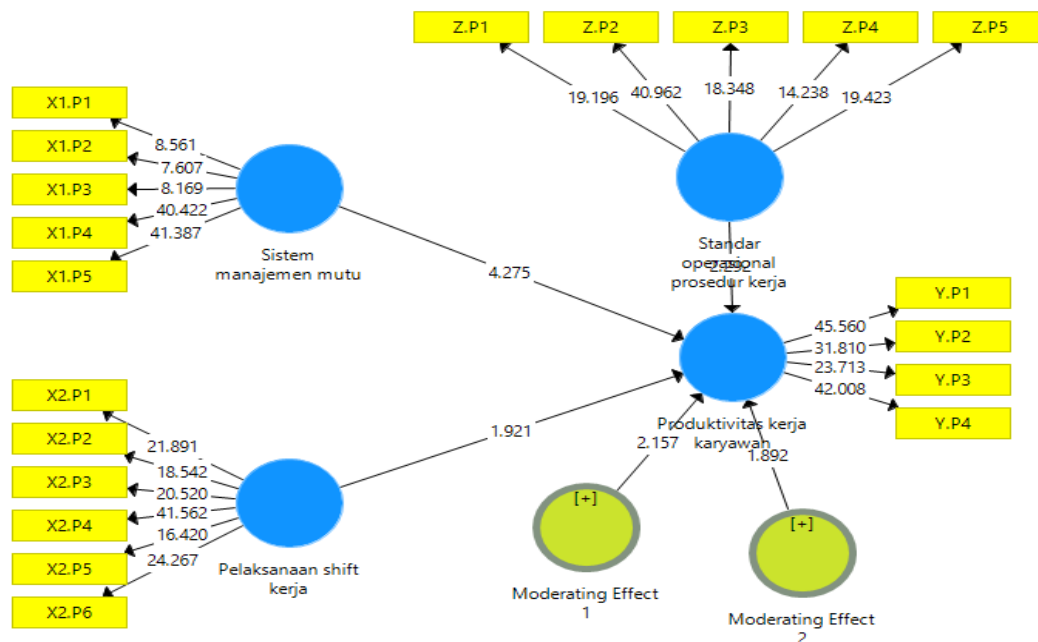 Z.P1
Z.P2
Z.P3
Z.P4
Z.P5
19.196
40.962
18.348
14.238
19.423
X1.P1
X1.P2
X1.P3
X1.P4
X1.P5
8.561
7.607
8.169
40.422
41.387
Sistem
manajemen mutu
4.275
Standar
operasional
prosedur kerja
2.292
Y.P1
Y.P2
Y.P3
Y.P4
45.560
31.810
23.713
42.008
Produktivitas kerja
karyawan
X2.P1
X2.P2
X2.P3
X2.P4
X2.P5
X2.P6
21.891
18.542
20.520
41.562
16.420
24.267
Pelaksanaan shift
kerja
1.921
2.157
1.892
[+]
Moderating Effect
1
[+]
Moderating Effect
2